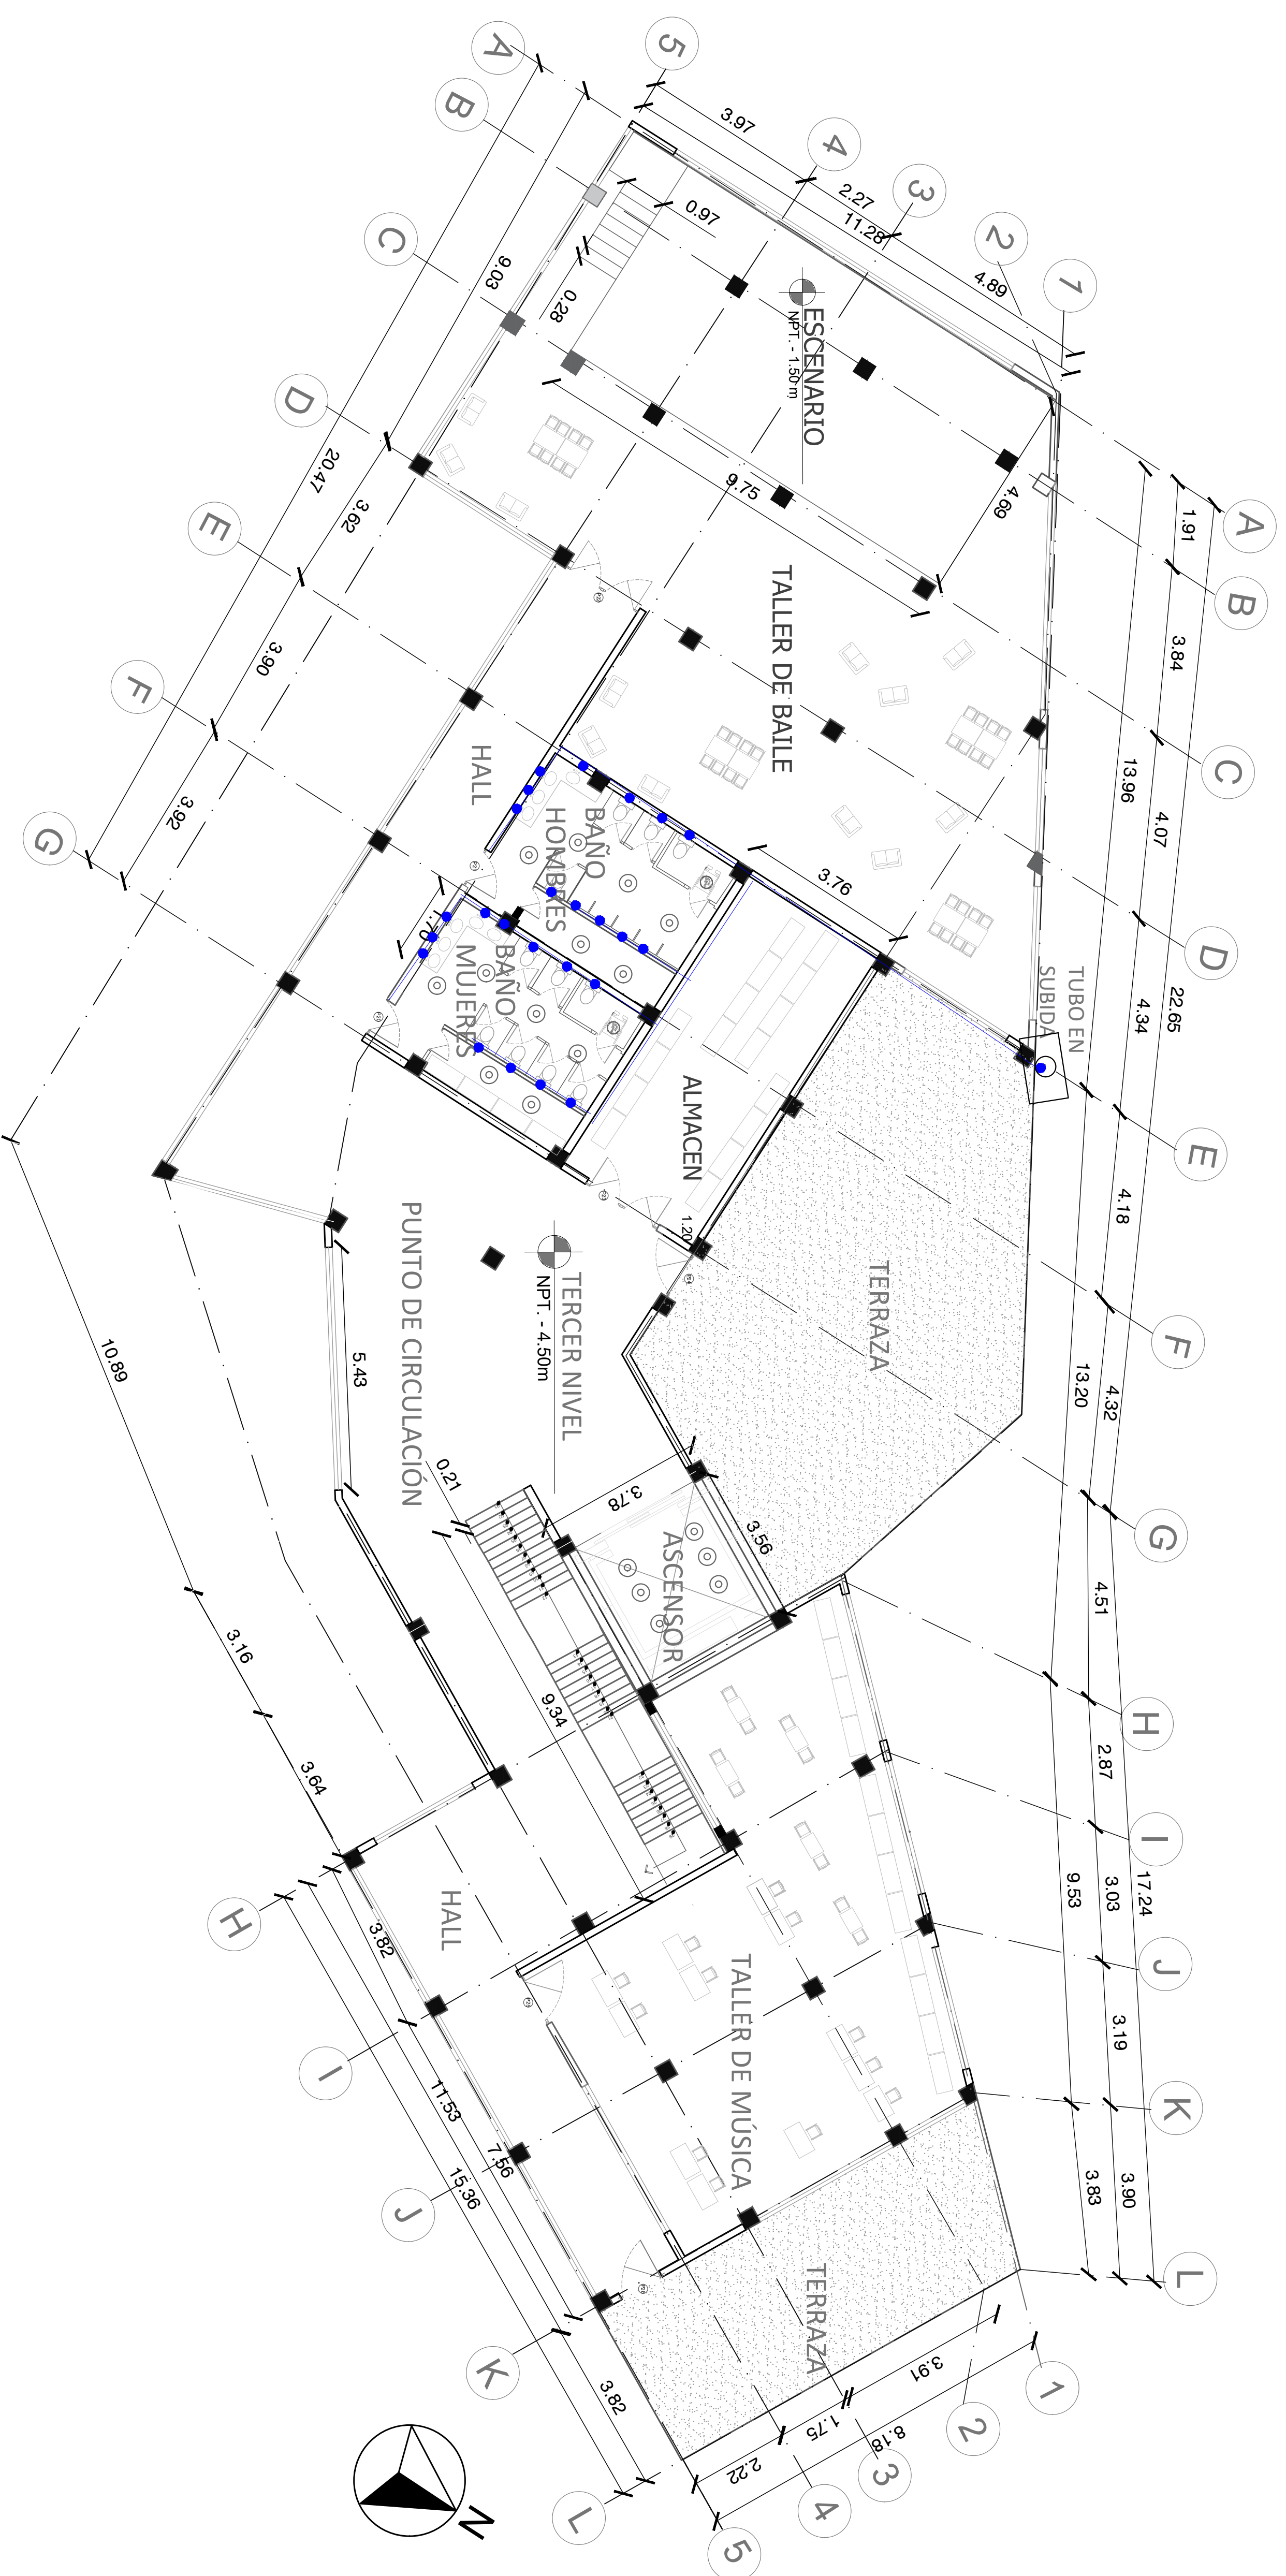 A
B
C
D
E
F
G
5
4
3
2
1
3.97
2.27
11.28
4.89
9.03
20.47
3.62
3.90
3.92
0.97
0.28
ESCENARIO
NPT. - 1.50 m
9.75
4.69
A
B
C
D
E
F
G
H
I
J
K
L
1.91
3.84
4.07
4.34
4.18
4.32
13.96
22.65
13.20
4.51
2.87
3.03
3.19
3.90
9.53
17.24
3.83
TALLER DE BAILE
HALL
BAÑO
HOMBRES
BAÑO
MUJERES
3.76
TUBO EN
SUBIDA
ALMACEN
1.20
TERRAZA
TERCER NIVEL
NPT. - 4.50m
PUNTO DE CIRCULACIÓN
5.43
10.89
3.16
3.64
0.21
3.78
3.56
ASCENSOR
9.34
HALL
3.82
11.53
7.56
15.36
3.82
H
I
J
K
L
TALLER DE MÚSICA
TERRAZA
3.91
1.75
8.18
2.22
1
2
3
4
5
N